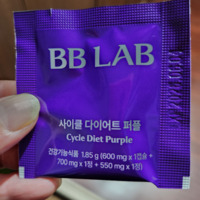 BB LAB
사이클 다이어트 퍼플
Cycle Diet Purple
건강기능식품 1.85 g (600 mg x 1캡슐 +
700 mg x 1정 + 550 mg x 1정)